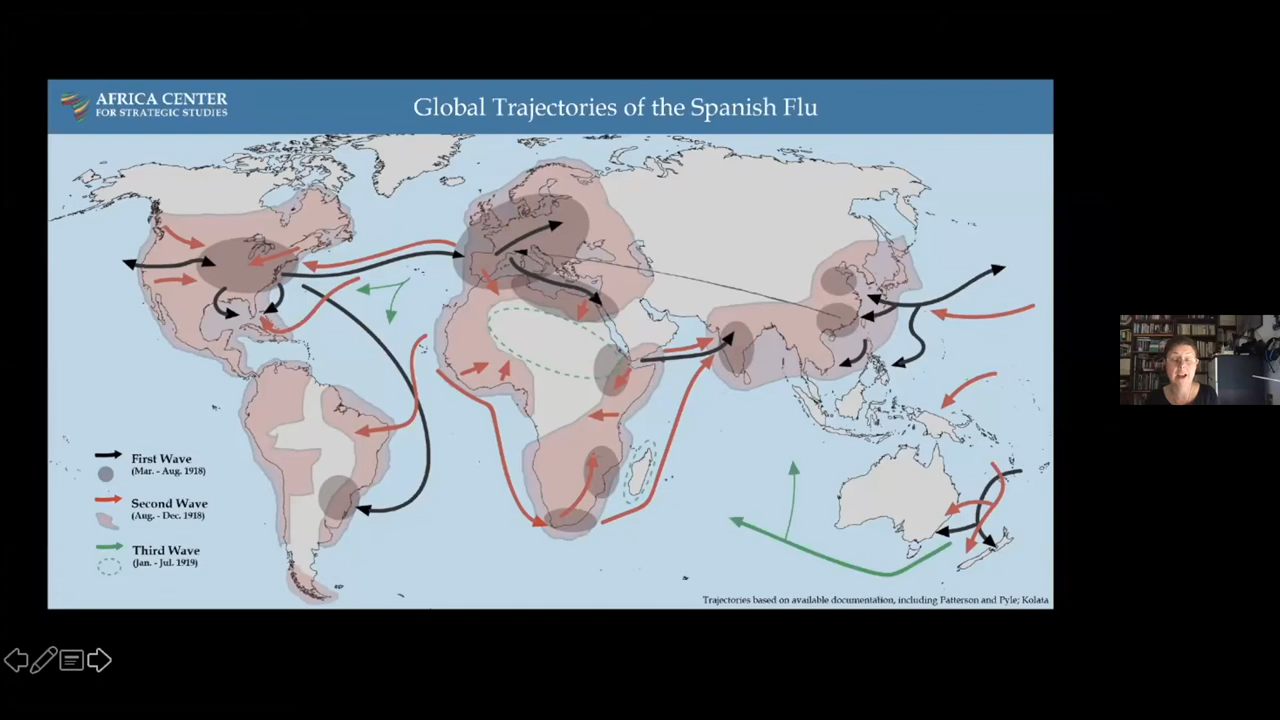 AFRICA CENTER
FOR STRATEGIC STUDIES
Global Trajectories of the Spanish Flu
First Wave
(Mar. - Aug. 1918)
Second Wave
(Aug. - Dec. 1918)
Third Wave
(Jan. - Jul. 1919)
Trajectories based on available documentation, including Patterson and Pyle; Kolata